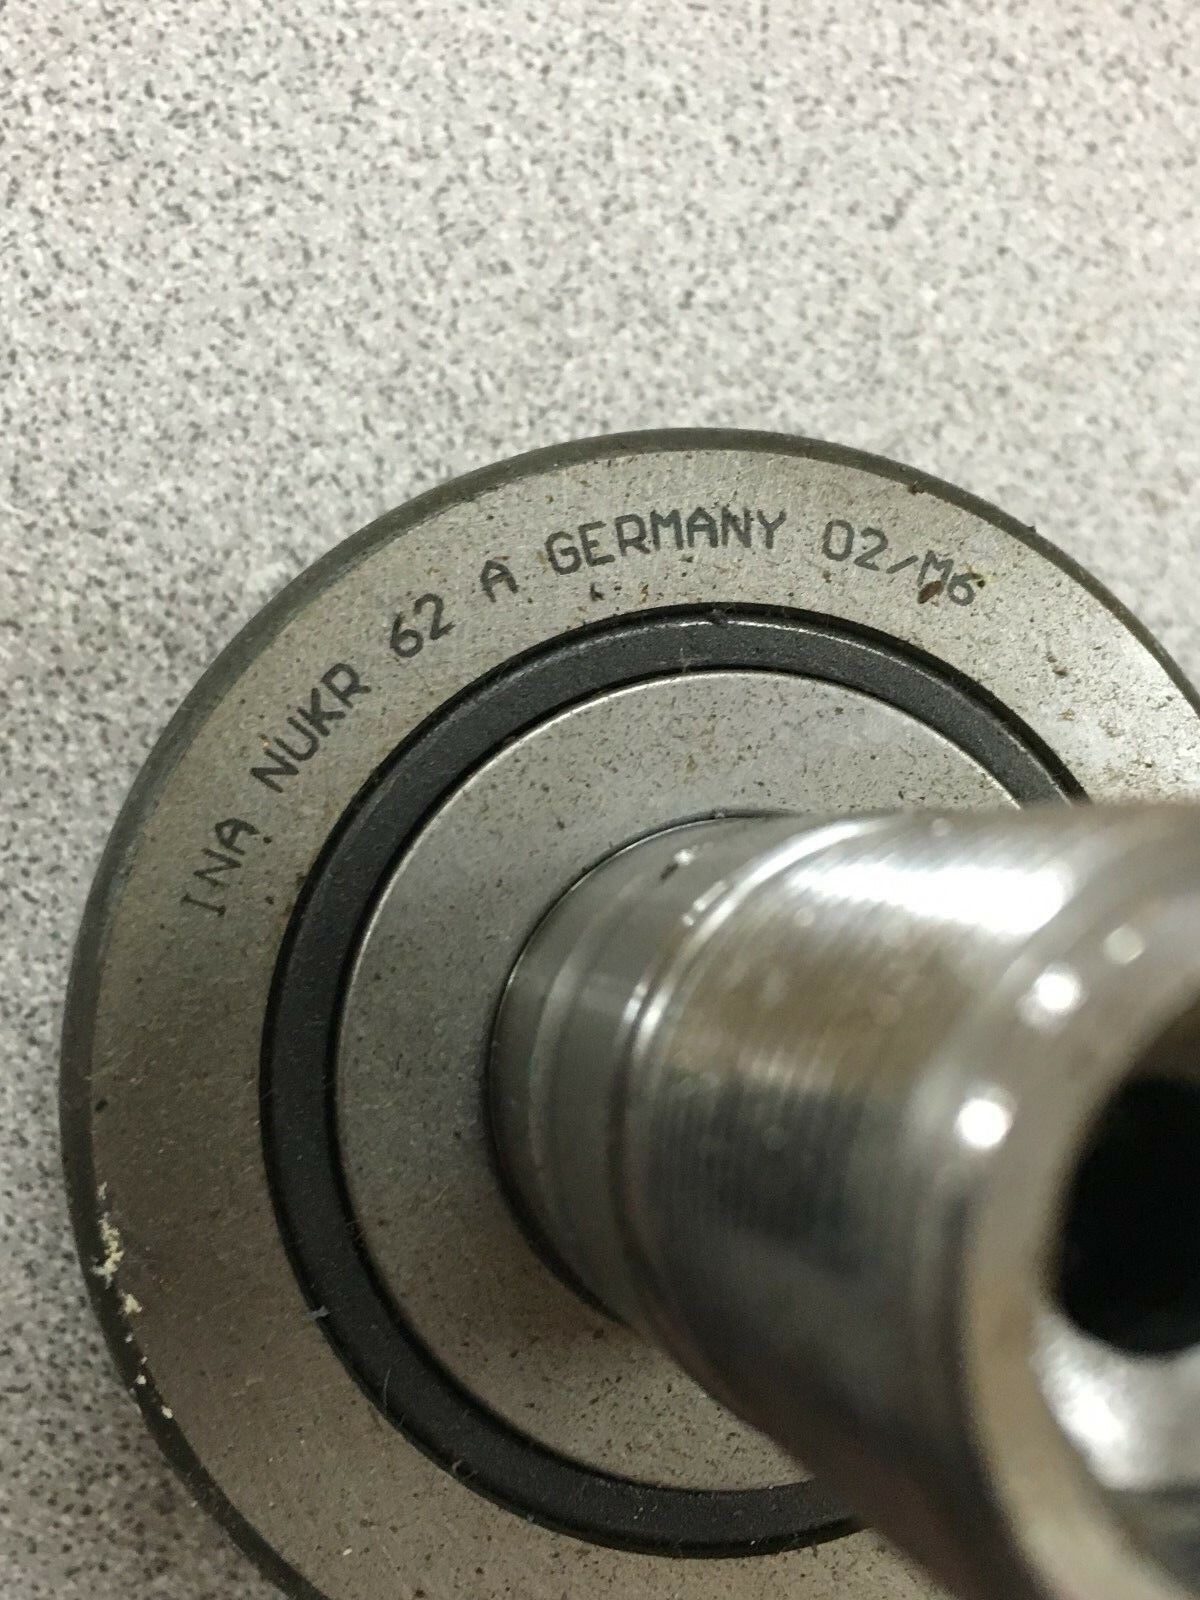 INA NUKR 62 A GERMANY 02/M6